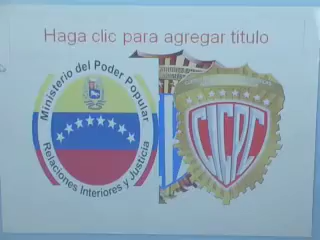 Haga clic para agregar título
Ministerio del Poder Popular
Relaciones Interiores y Justicia
CICPC